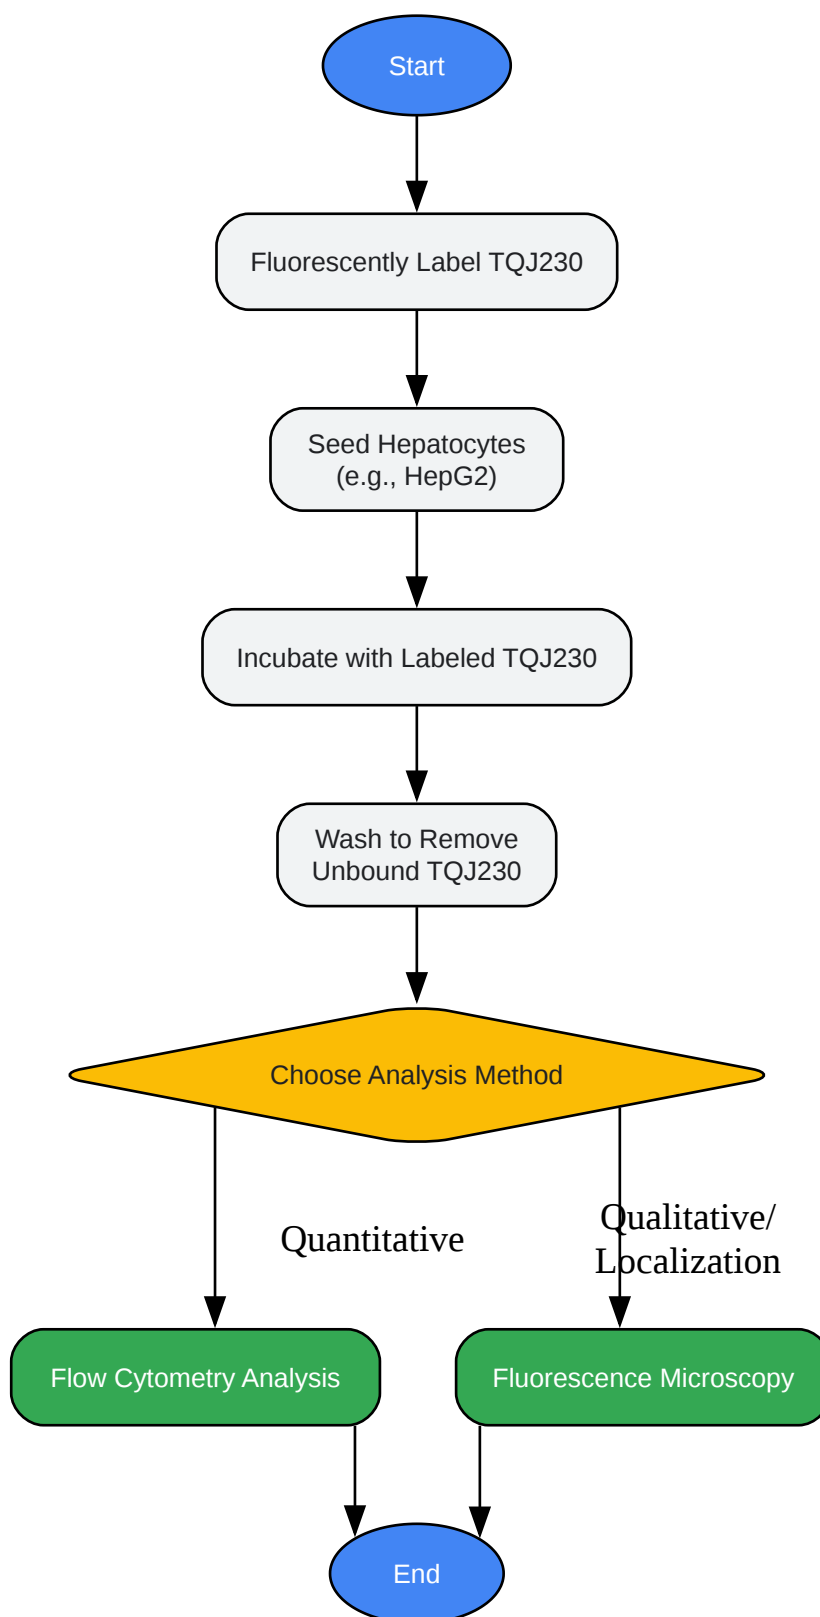 Start
Fluorescently Label TQJ230
Seed Hepatocytes
(e.g., HepG2)
Incubate with Labeled TQJ230
Wash to Remove
Unbound TQJ230
Choose Analysis Method
Quantitative
Qualitative/
Localization
Flow Cytometry Analysis
Fluorescence Microscopy
End